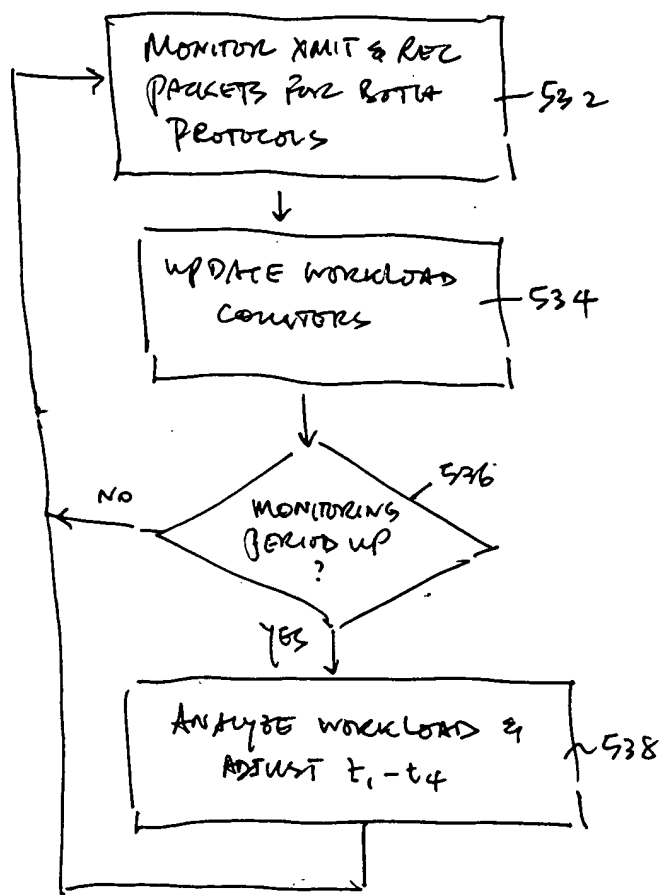 MONITOR XMIT & REC
PACKETS FOR BOTH
PROTOCOLS
532
UPDATE WORKLOAD
COUNTERS
534
536
NO
MONITORING
PERIOD UP
?
YES
ANALYZE WORKLOAD &
ADJUST t₁-t₄
538